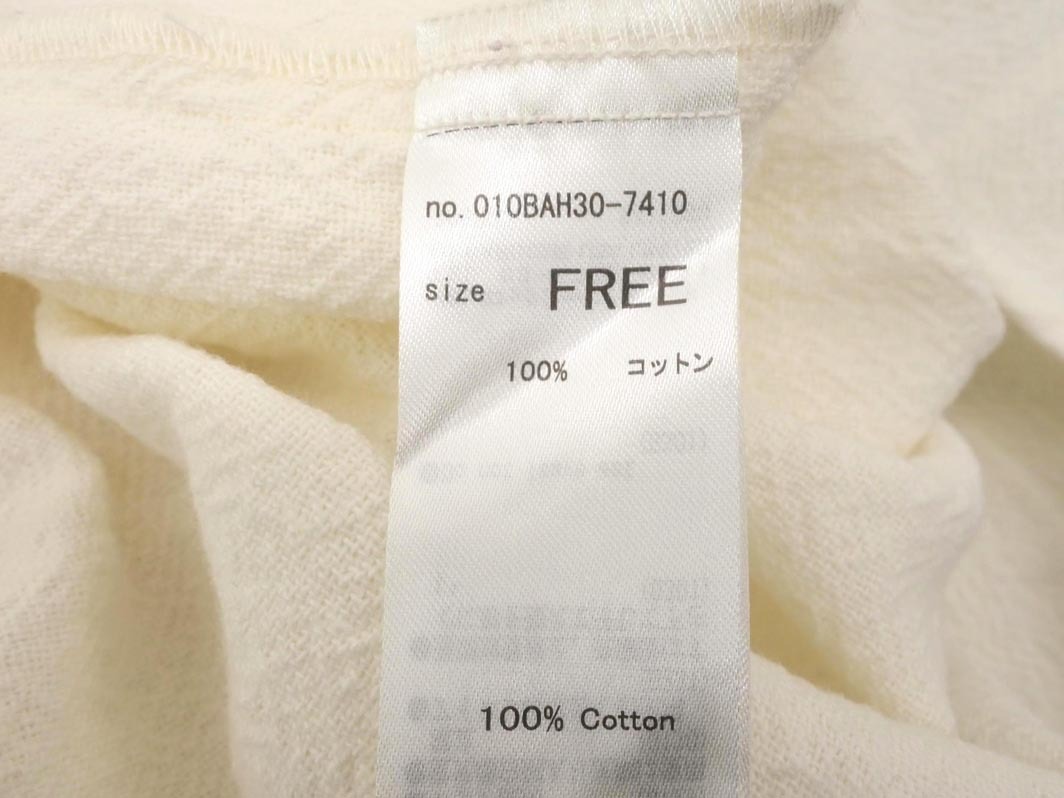 no. 010BAH30-7410
size FREE
100% コットン
100% Cotton